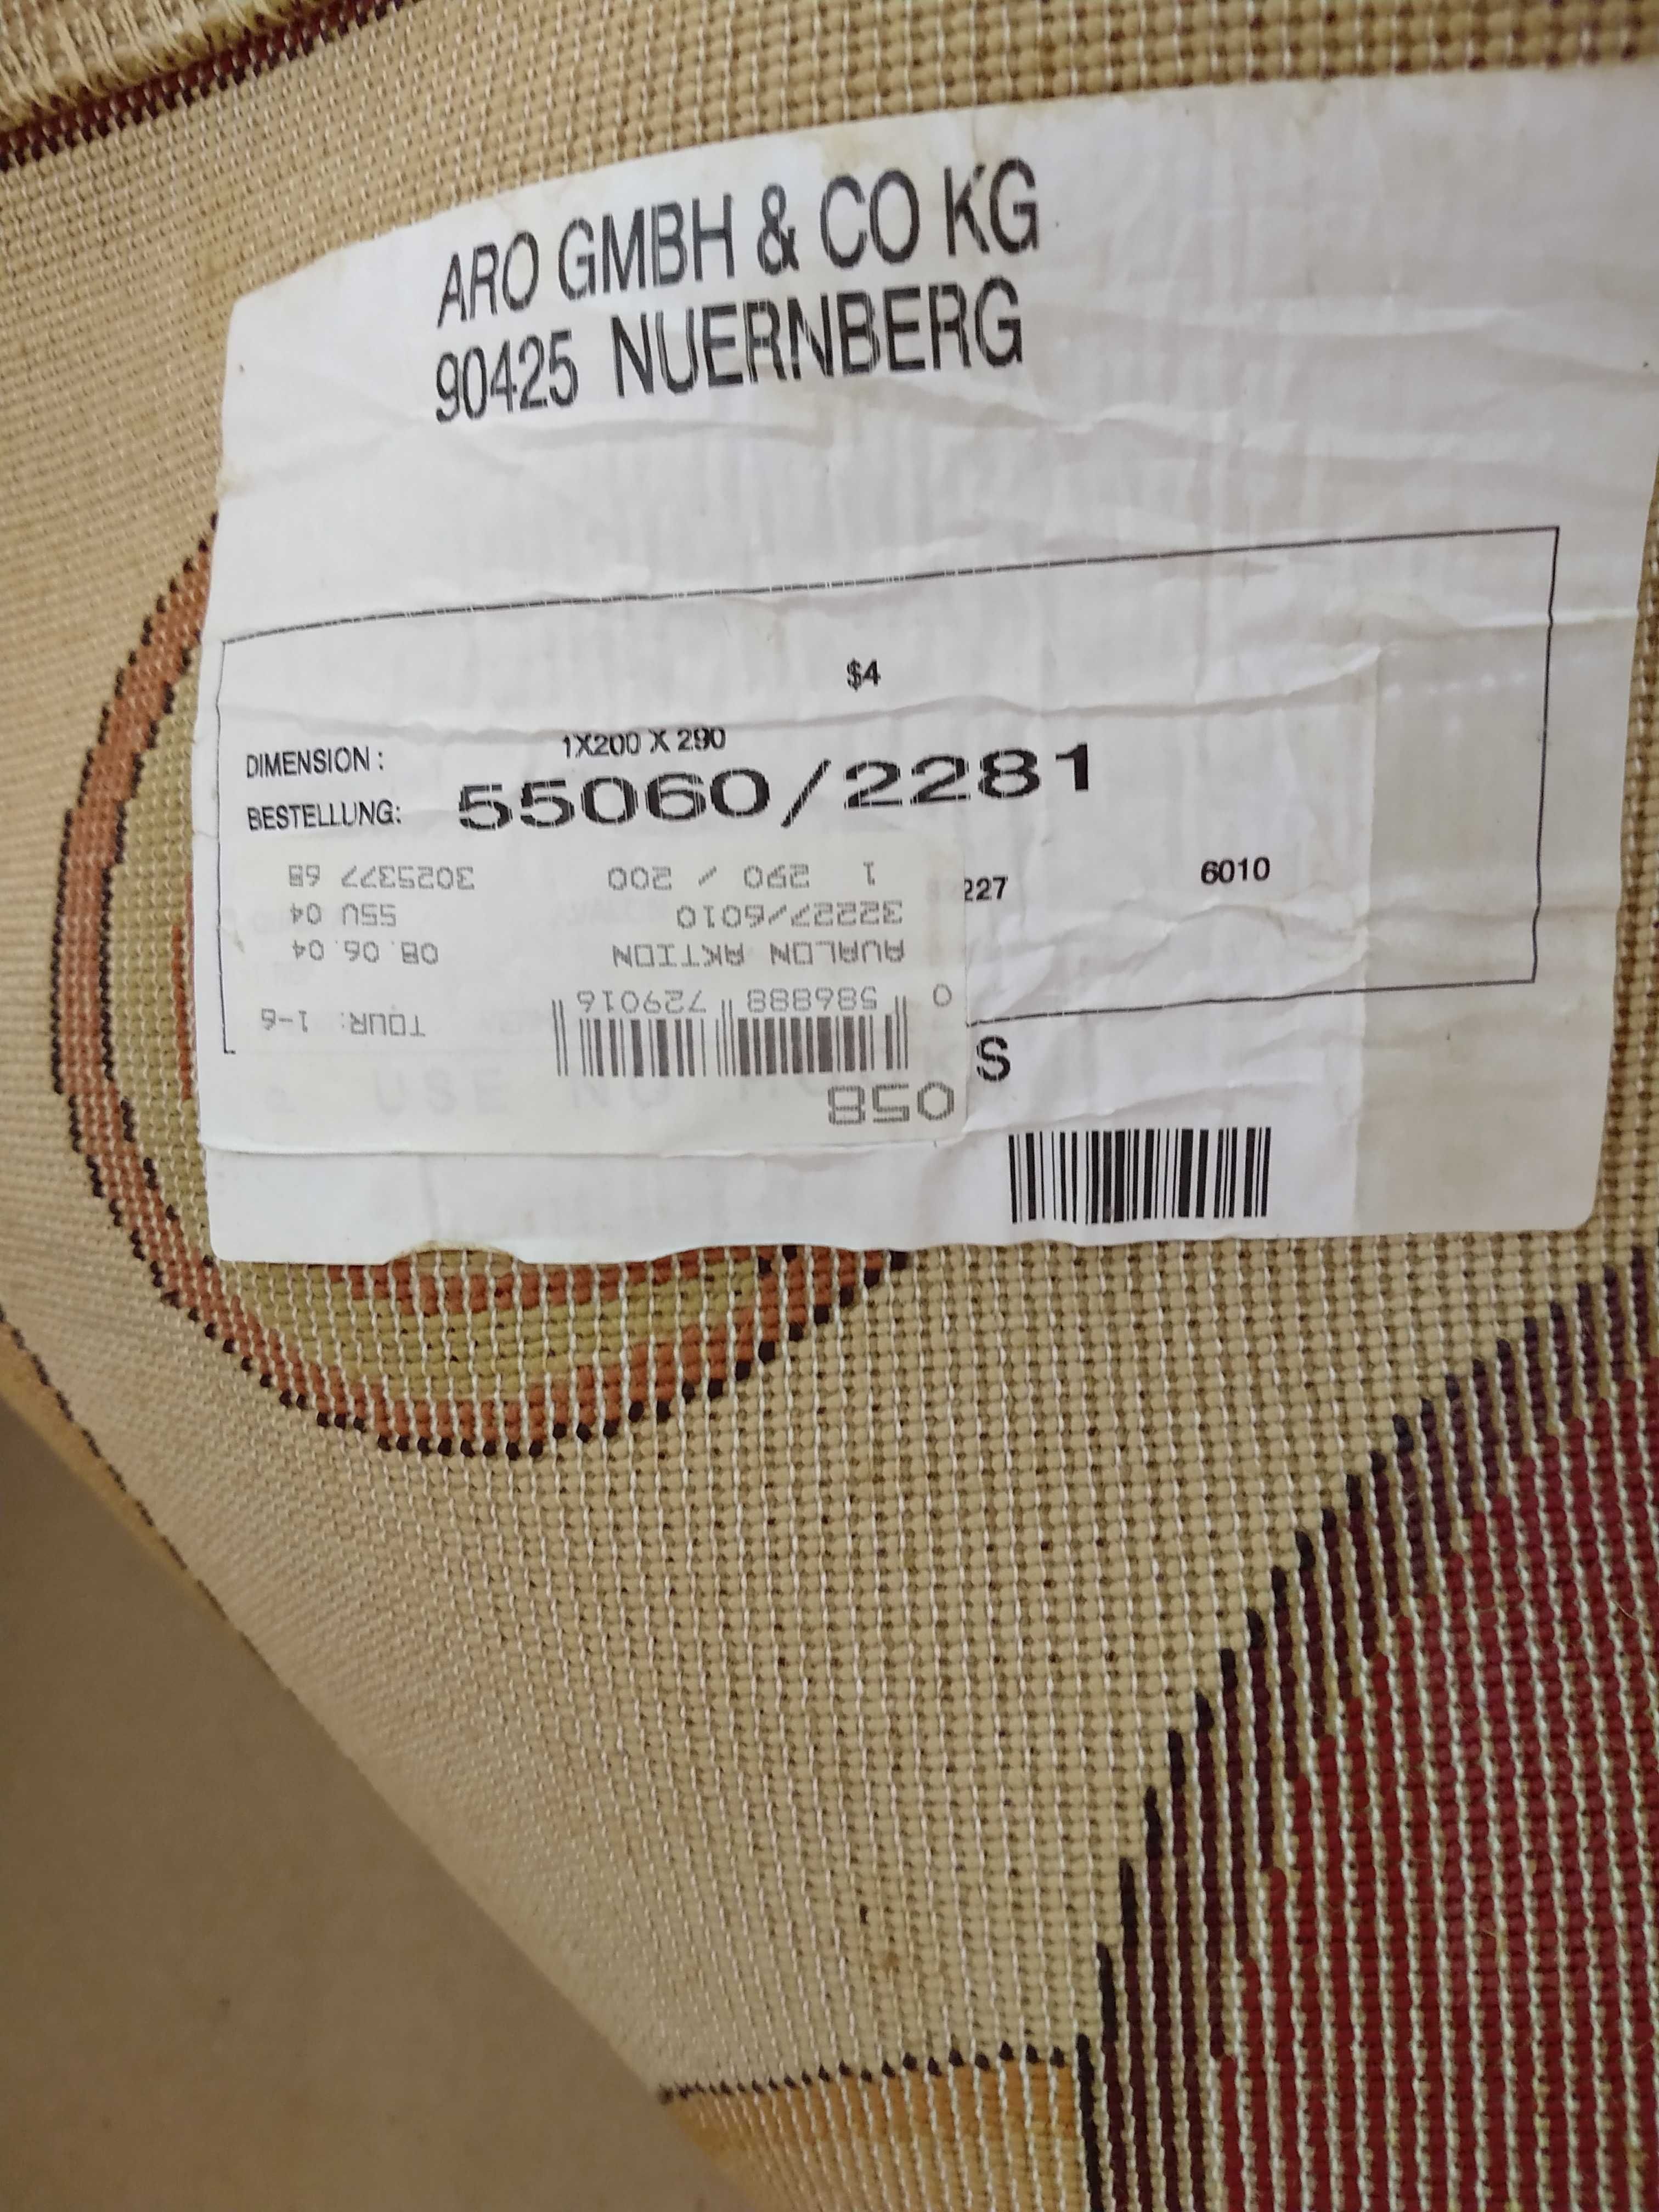 ARO GMBH & CO KG
90425 NUERNBERG
$4
DIMENSION : 1X200 X 290
BESTELLUNG: 55060/2281
227 6010
S
058
0 586888 729016
TOUR: 1-6
AVALON AKTION 08.06.04
32227/6010 SSV 04
1 290 / 200 3025377 68